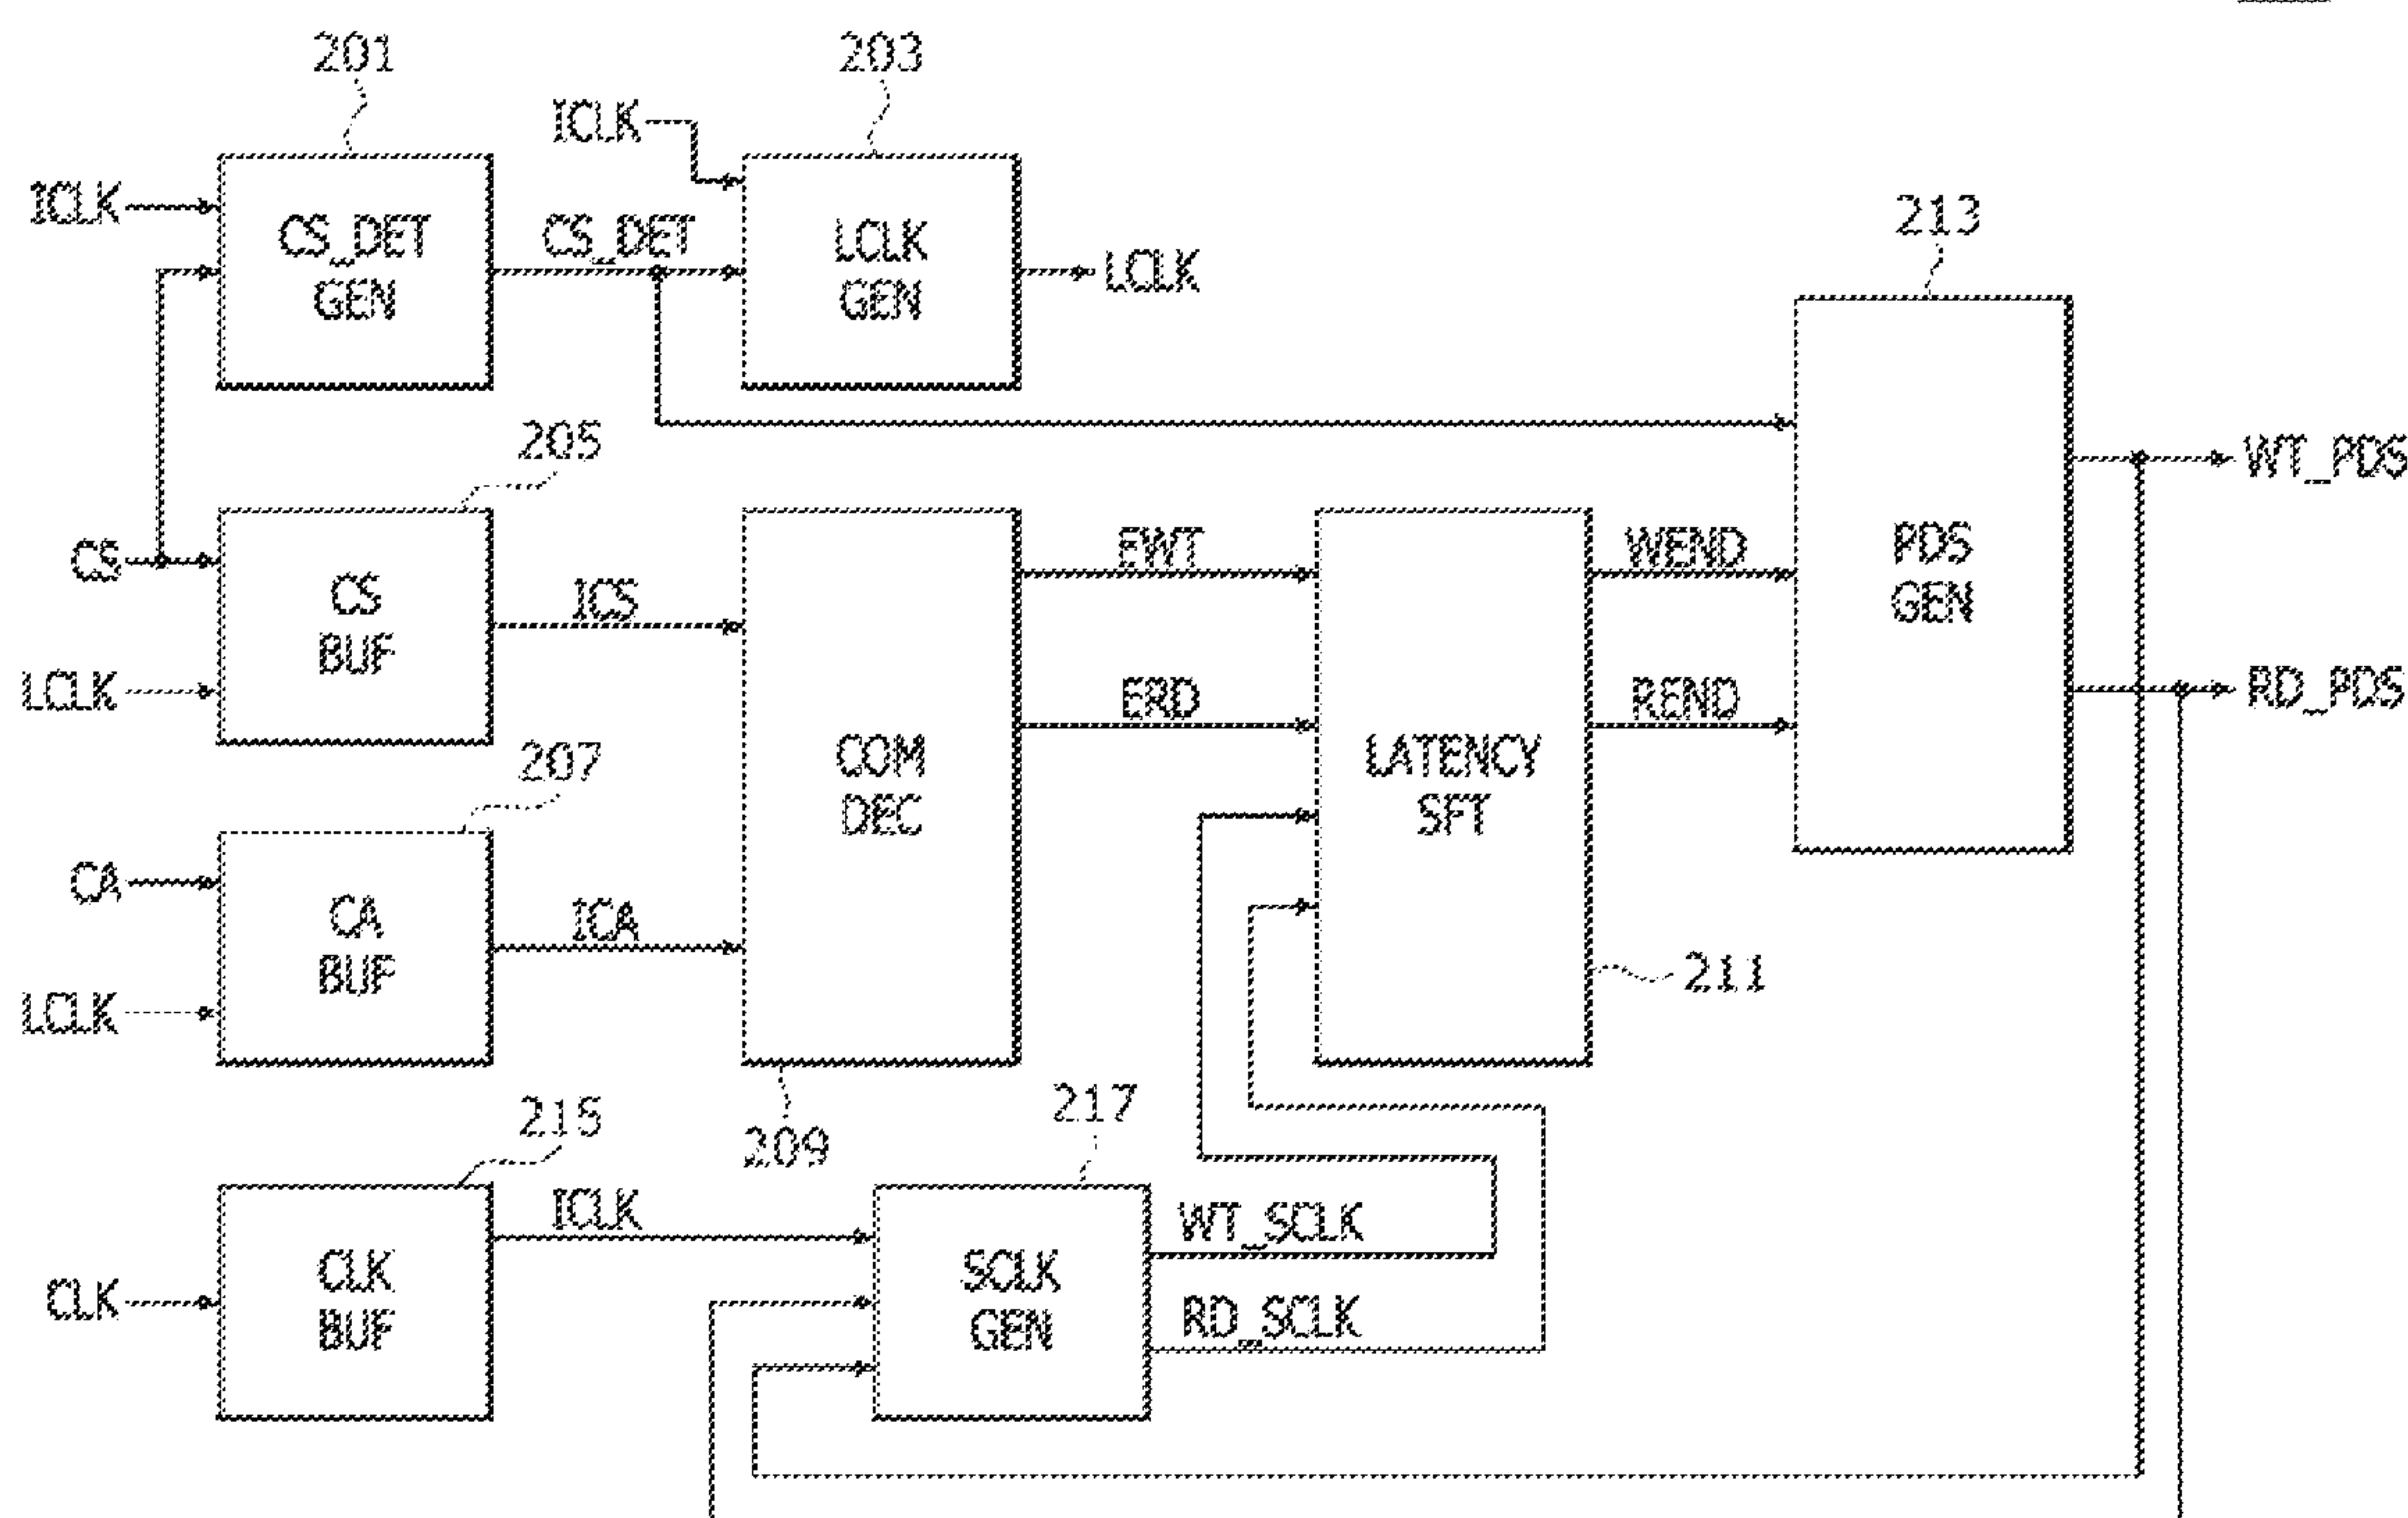 201
203
ICLK
ICLK
CS_DET
GEN
CS_DET
LCLK
GEN
LCLK
213
205
WT_PDS
CS
CS
BUF
ICS
EWT
WEND
PDS
GEN
LCLK
ERD
REND
RD_PDS
207
COM
DEC
LATENCY
SFT
CA
CA
BUF
ICA
211
LCLK
215
209
217
ICLK
WT_SCLK
CLK
CLK
BUF
SCLK
GEN
RD_SCLK